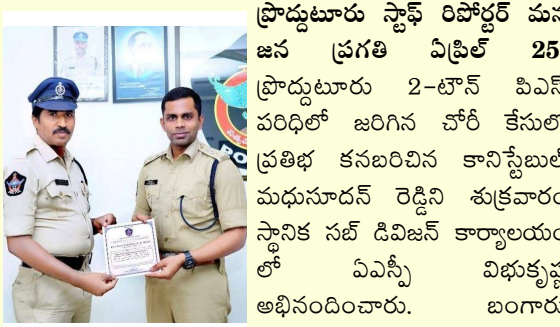 ప్రొద్దుటూరు స్టాఫ్ రిపోర్టర్ మన
జన ప్రగతి ఏప్రిల్ 25
ప్రొద్దుటూరు 2-టౌన్ పిఎస్
పరిధిలో జరిగిన చోరీ కేసులో
ప్రతిభ కనబరిచిన కానిస్టేబుల్
మధుసూదన్ రెడ్డిని శుక్రవారం
స్థానిక సబ్ డివిజన్ కార్యాలయం
లో ఏఎస్పీ విభుకృష్ణ
అభినందించారు. బంగారు